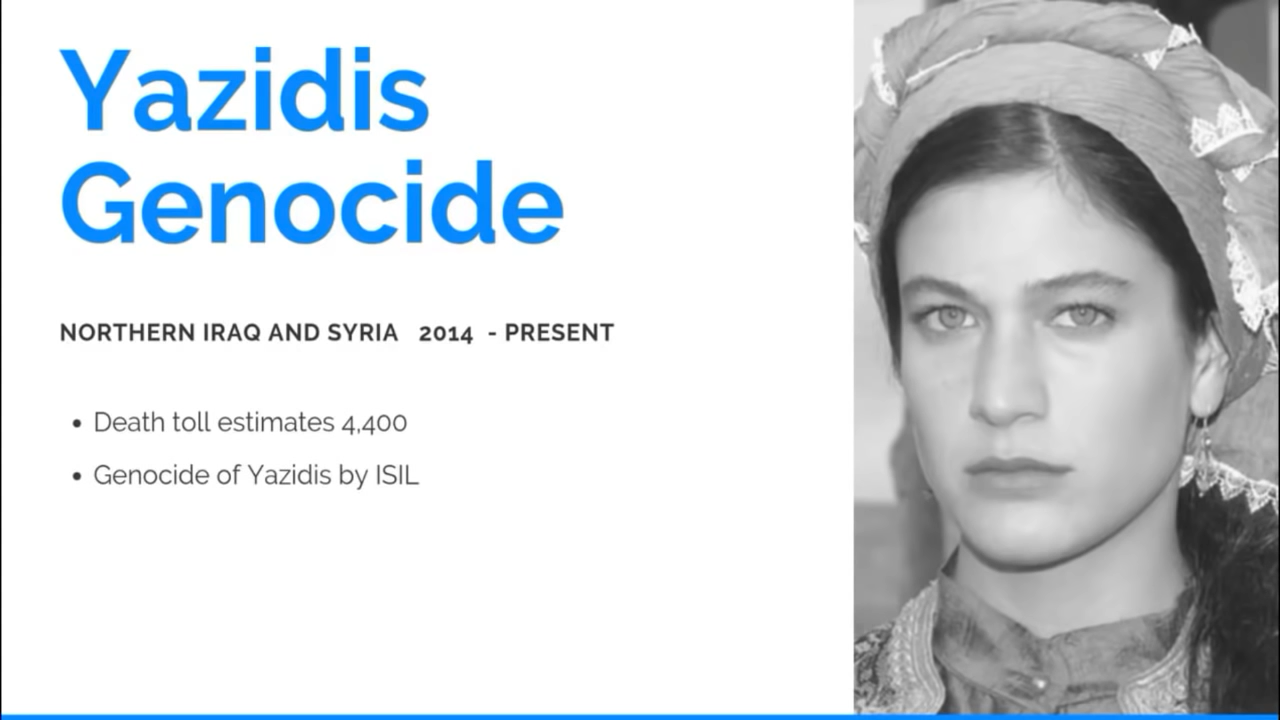 Yazidis
Genocide
NORTHERN IRAQ AND SYRIA 2014 - PRESENT
• Death toll estimates 4,400
• Genocide of Yazidis by ISIL